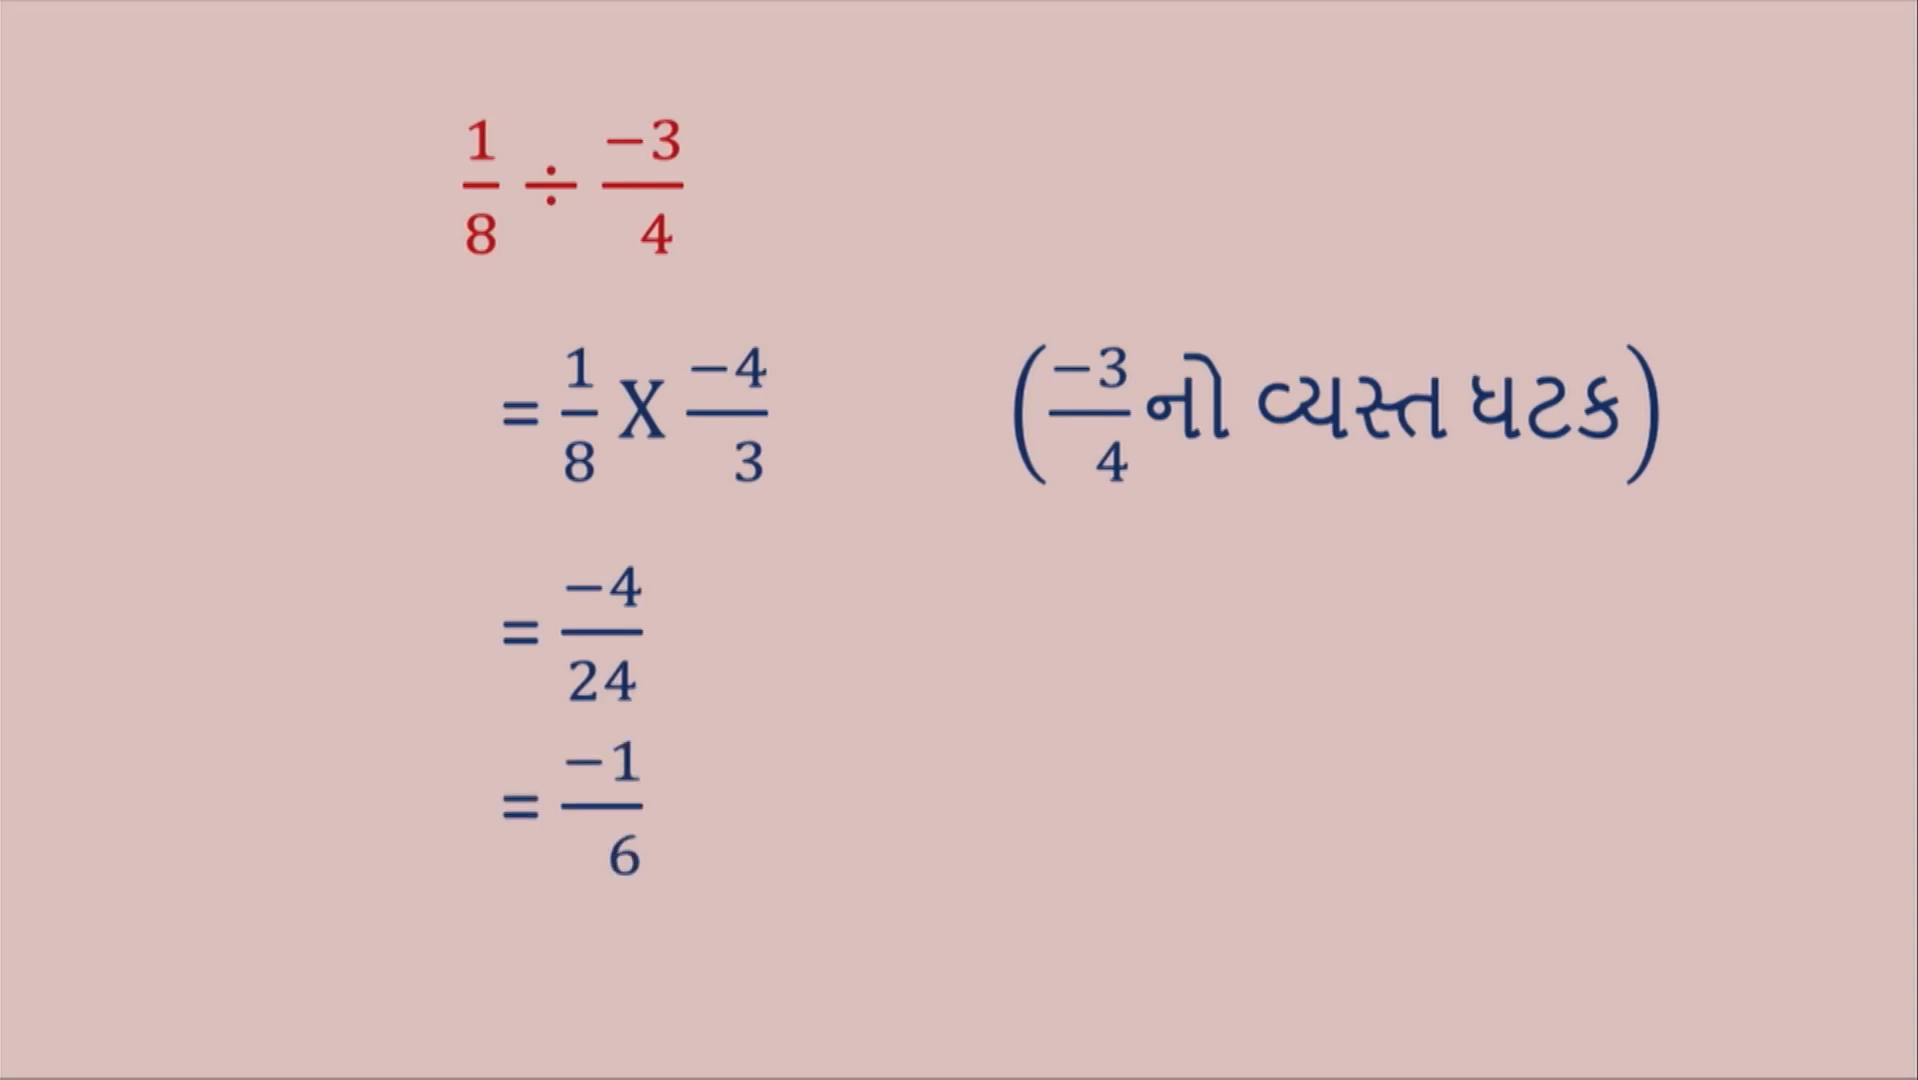 1/8 ÷ −3/4
= 1/8 X −4/3 (−3/4 નો વ્યસ્ત ઘટક)
= −4/24
= −1/6